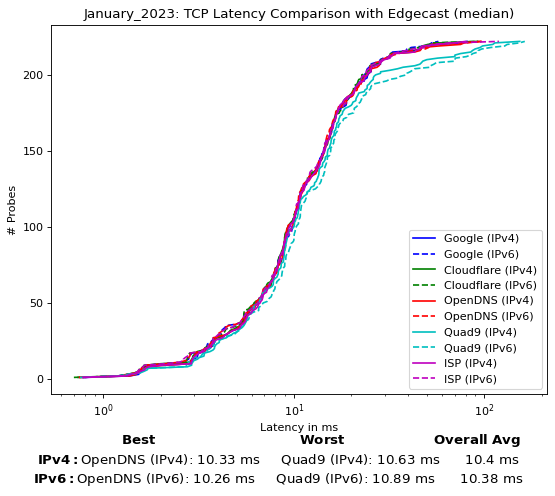 January_2023: TCP Latency Comparison with Edgecast (median)
200
150
100
50
0
# Probes
10⁰ 10¹ 10²
Latency in ms
Google (IPv4)
Google (IPv6)
Cloudflare (IPv4)
Cloudflare (IPv6)
OpenDNS (IPv4)
OpenDNS (IPv6)
Quad9 (IPv4)
Quad9 (IPv6)
ISP (IPv4)
ISP (IPv6)
Best Worst Overall Avg
IPv4: OpenDNS (IPv4): 10.33 ms Quad9 (IPv4): 10.63 ms 10.4 ms
IPv6: OpenDNS (IPv6): 10.26 ms Quad9 (IPv6): 10.89 ms 10.38 ms